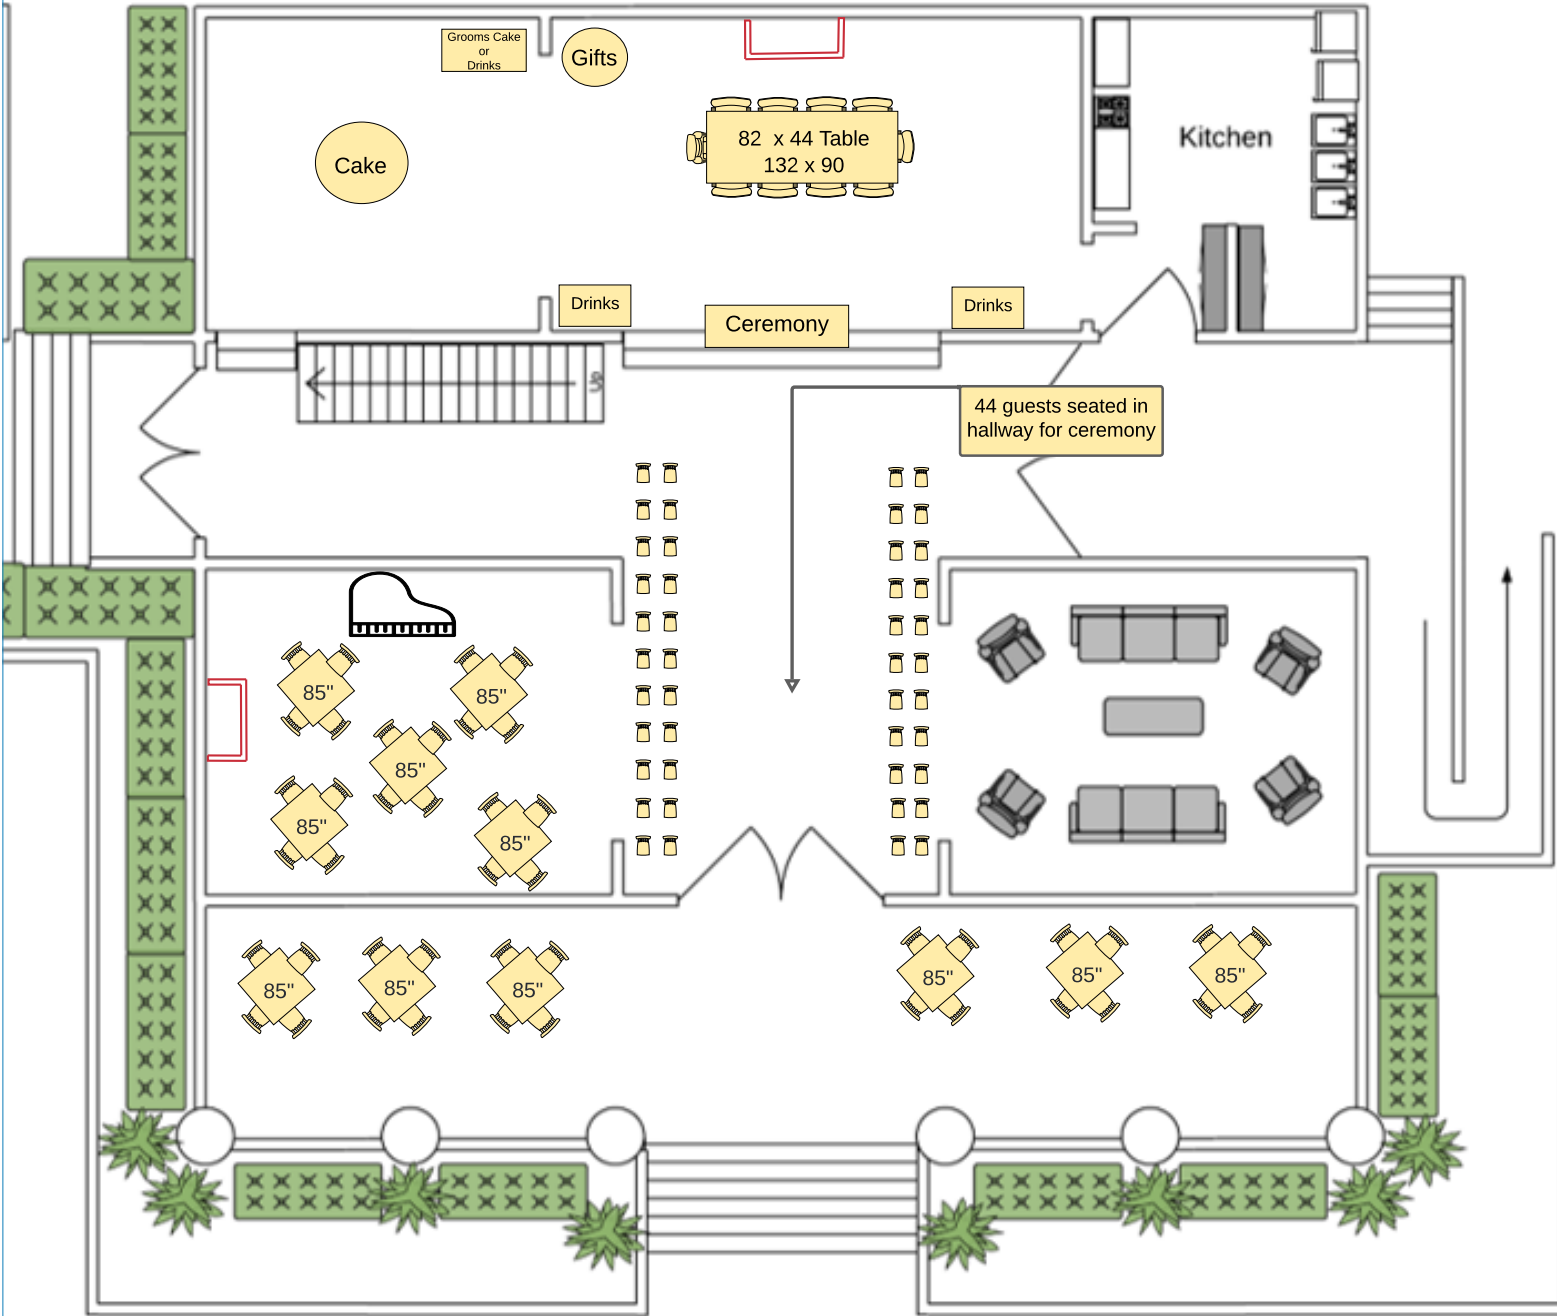 Grooms Cake
or
Drinks
Gifts
Cake
82  x 44 Table
132 x 90
Kitchen
Drinks
Ceremony
Drinks
Up
44 guests seated in
hallway for ceremony
85"
85"
85"
85"
85"
85"
85"
85"
85"
85"
85"